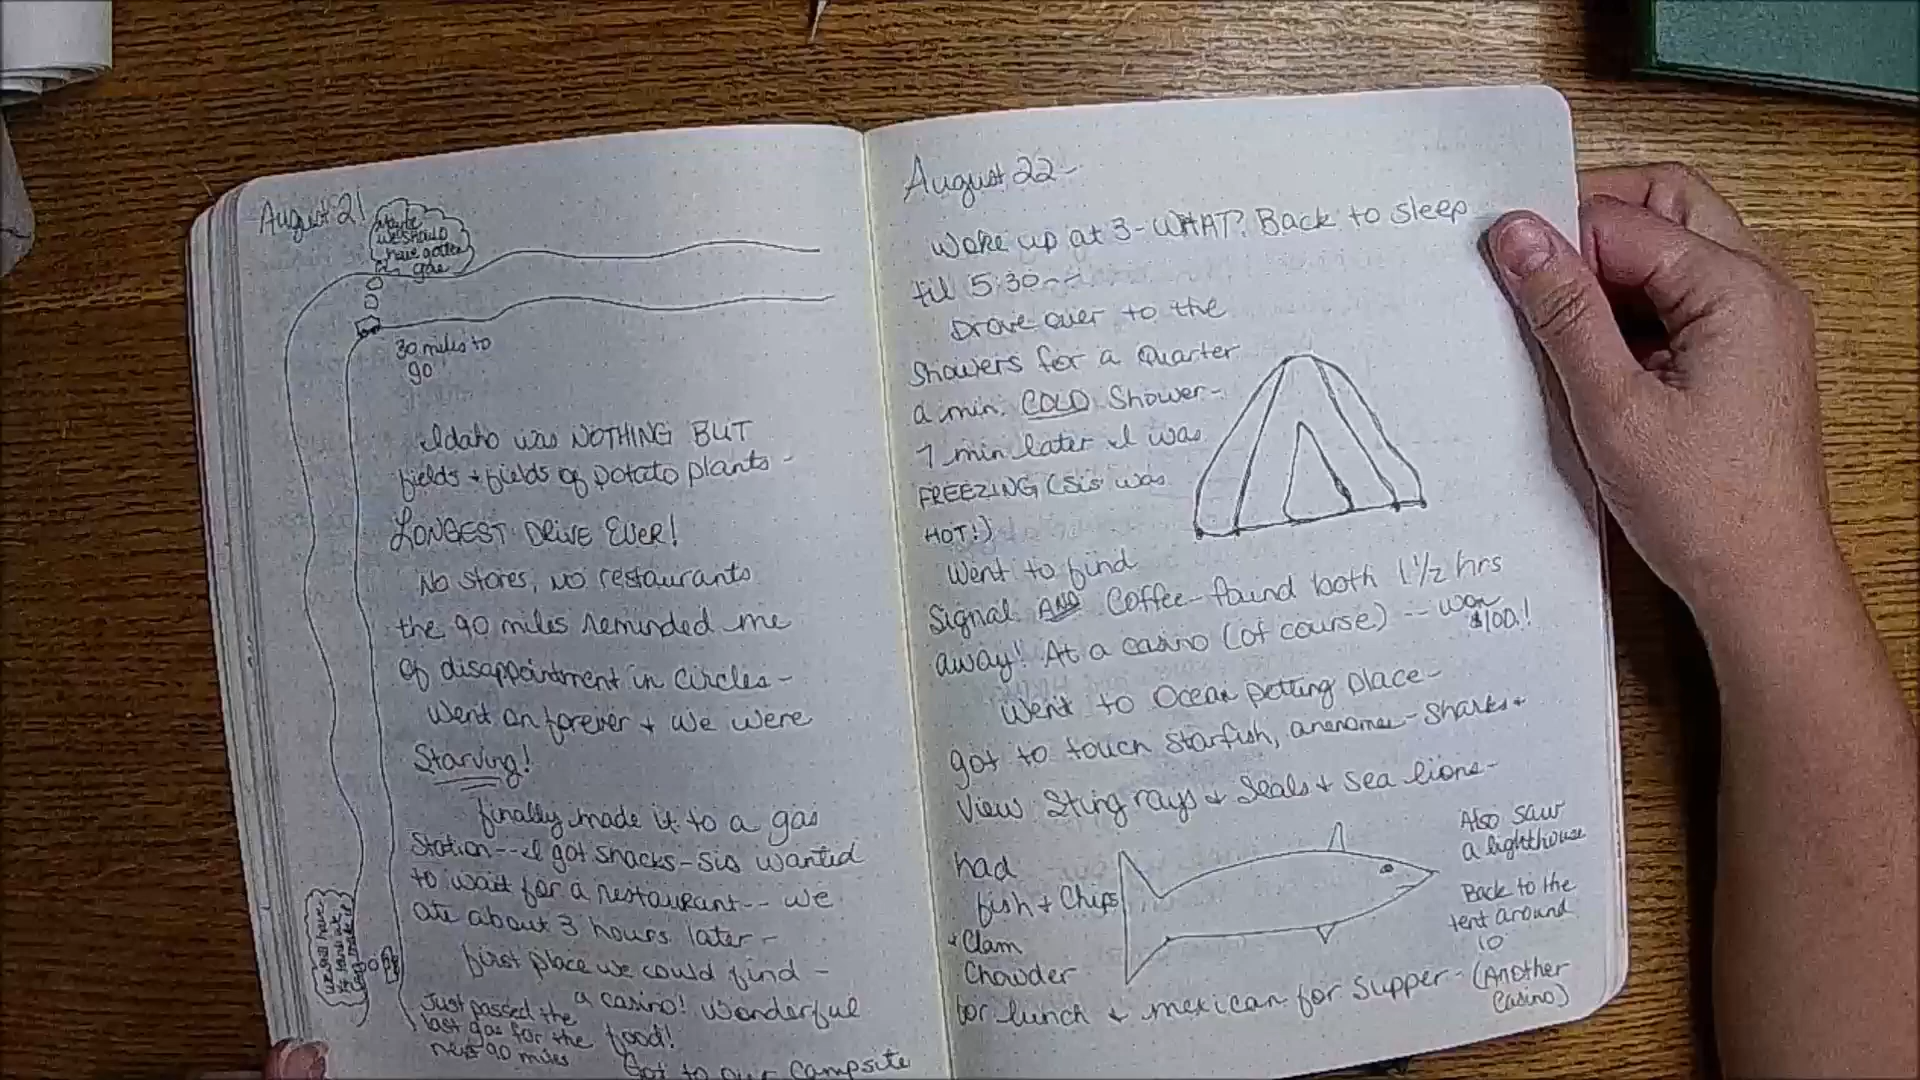 August 21
Maybe
we should
have gotten
gas
30 miles to
go
Idaho was NOTHING BUT
fields + fields of potato plants -
LONGEST DRIVE EVER!
No stores, no restaurants
the 90 miles reminded me
of disappointment in circles -
Went on forever + we were
Starving!
finally made it to a gas
Station -- I got snacks - Sis wanted
to wait for a restaurant -- we
ate about 3 hours later -
first place we could find -
a casino! Wonderful
food!
Just passed the
last gas for the
next 90 miles
we still have
Got to our campsite
August 22 -
Woke up at 3 - WHAT? Back to sleep
til 5:30 --
Drove over to the
Showers for a Quarter
a min. COLD Shower -
7 min later I was
FREEZING (Sis was
HOT!)
Went to find
Signal AND Coffee - found both 1 1/2 hrs
away! At a casino (of course) -- won
$100.!
Went to Ocean petting place -
got to touch starfish, anenomes - Sharks +
View Sting rays + Seals + Sea lions -
had
fish + Chips
+ Clam
Chowder
for lunch + mexican for Supper - (Another
Casino)
Also saw
a lighthouse
Back to the
tent around
10